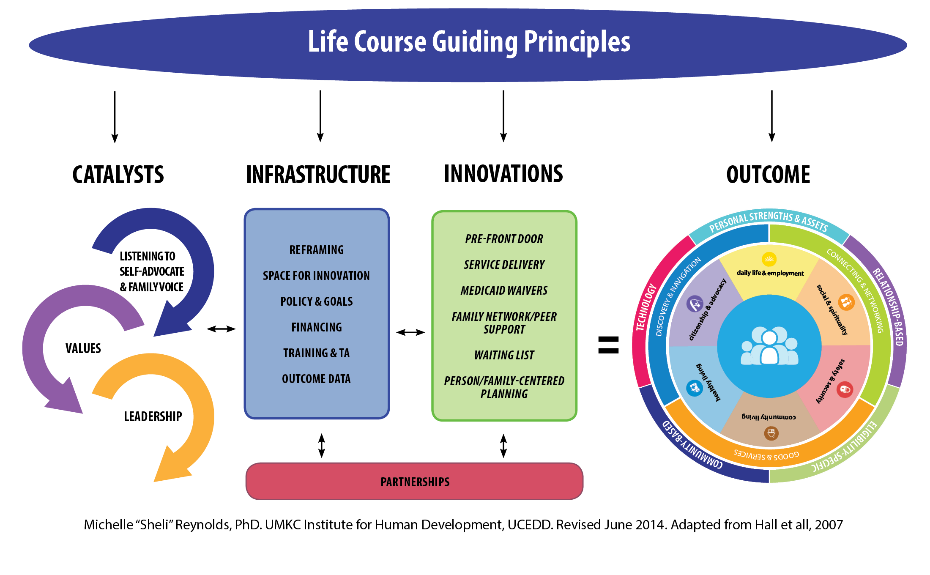 Life Course Guiding Principles
CATALYSTS
INFRASTRUCTURE
INNOVATIONS
OUTCOME
LISTENING TO
SELF-ADVOCATE
& FAMILY VOICE
VALUES
LEADERSHIP
REFRAMING
SPACE FOR INNOVATION
POLICY & GOALS
FINANCING
TRAINING & TA
OUTCOME DATA
PRE-FRONT DOOR
SERVICE DELIVERY
MEDICAID WAIVERS
FAMILY NETWORK/PEER
SUPPORT
WAITING LIST
PERSON/FAMILY-CENTERED
PLANNING
PARTNERSHIPS
=
PERSONAL STRENGTHS & ASSETS
TECHNOLOGY
RELATIONSHIP-BASED
COMMUNITY-BASED
ELIGIBILITY-SPECIFIC
DISCOVERY & NAVIGATION
CONNECTING & NETWORKING
GOODS & SERVICES
daily life & employment
social & spirituality
safety & security
community living
healthy living
citizenship & advocacy
Michelle “Sheli” Reynolds, PhD. UMKC Institute for Human Development, UCEDD. Revised June 2014. Adapted from Hall et all, 2007